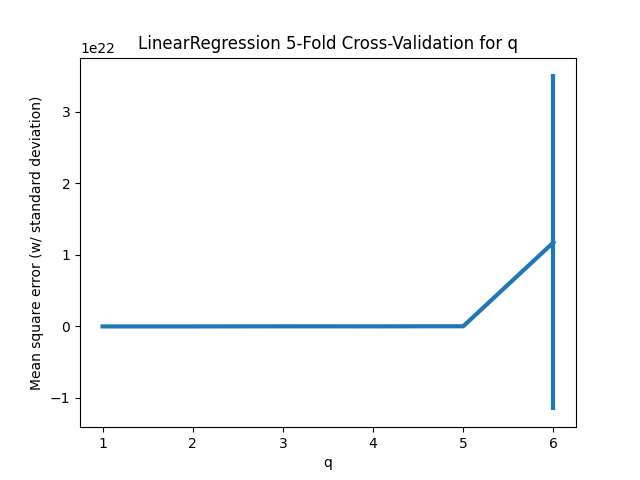 LinearRegression 5-Fold Cross-Validation for q
1e22
3
2
1
0
−1
Mean square error (w/ standard deviation)
1 2 3 4 5 6
q